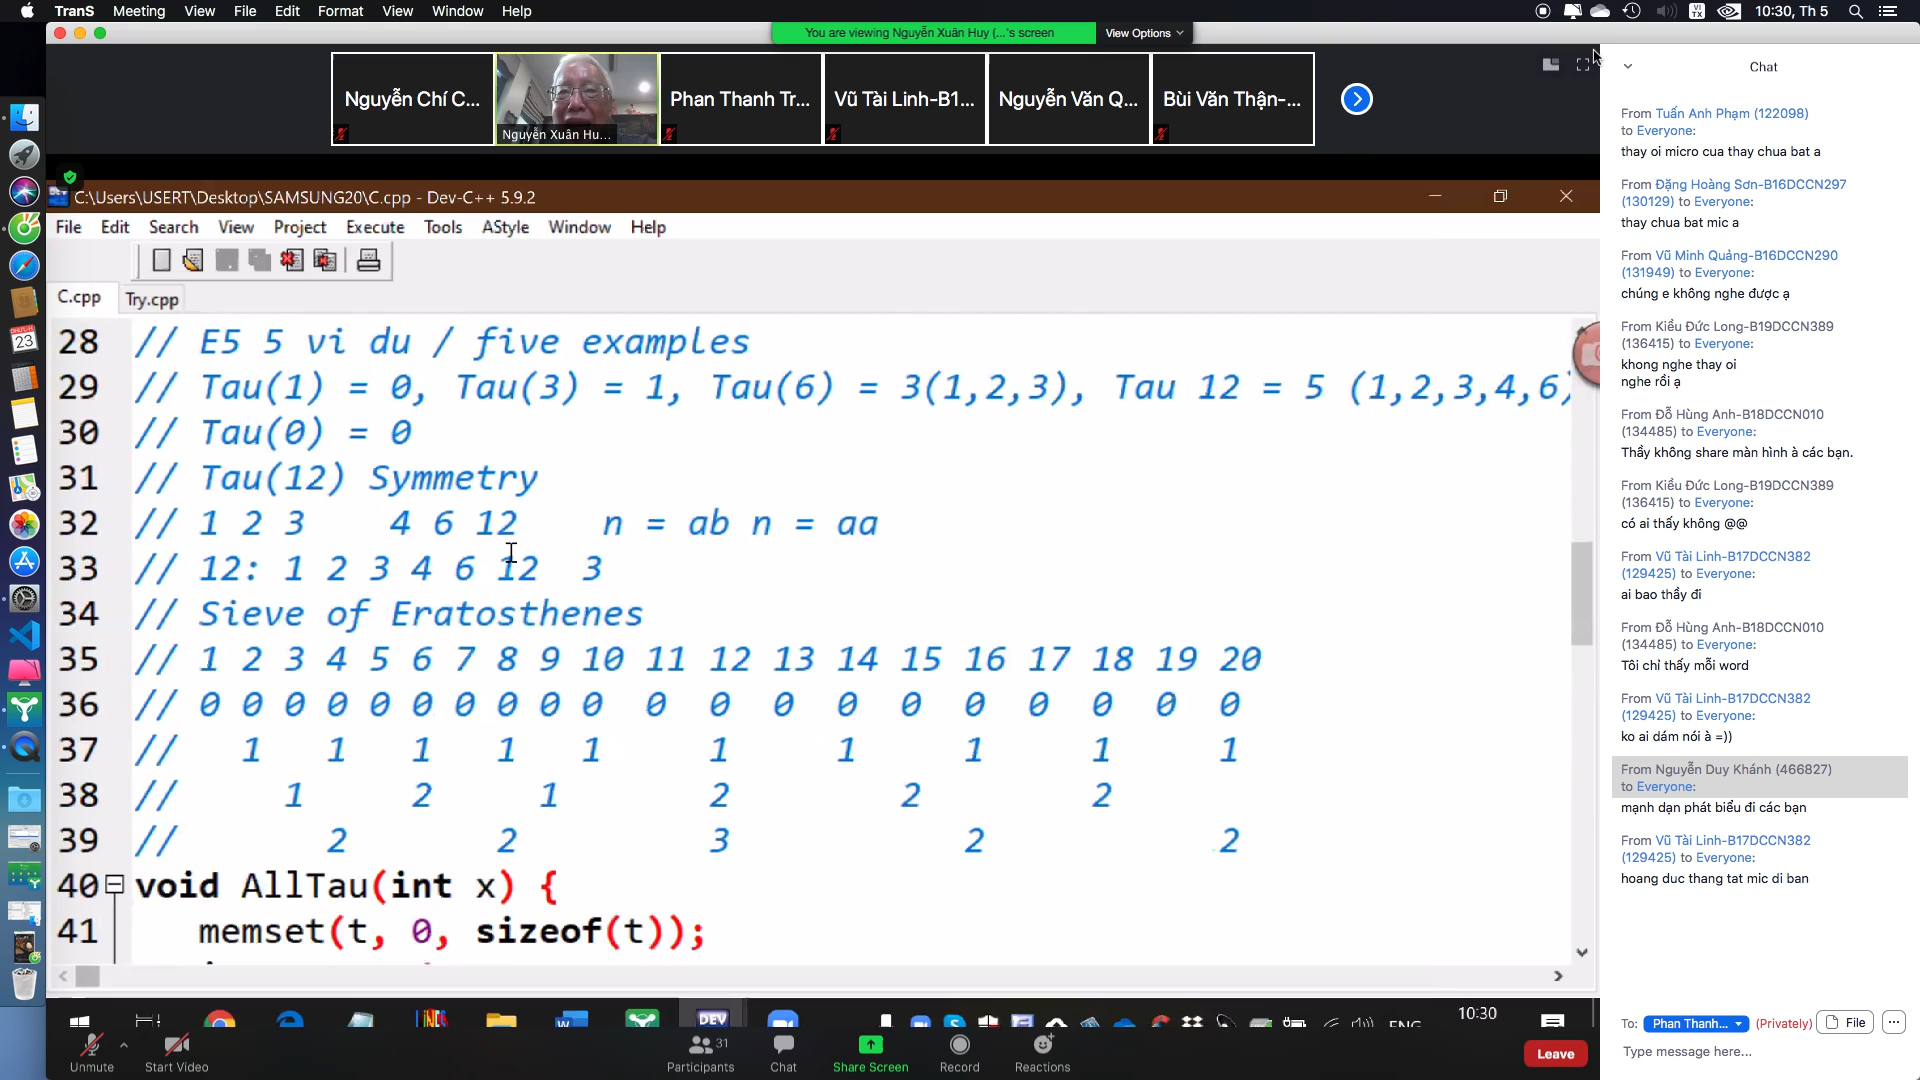 TranS Meeting View File Edit Format View Window Help
10:30, Th 5
You are viewing Nguyễn Xuân Huy (...'s screen
View Options
Nguyễn Chí C...
Nguyễn Xuân Hu...
Phan Thanh Tr...
Vũ Tài Linh-B1...
Nguyễn Văn Q...
Bùi Văn Thận-...
C:\Users\USERT\Desktop\SAMSUNG20\C.cpp - Dev-C++ 5.9.2
File Edit Search View Project Execute Tools AStyle Window Help
C.cpp Try.cpp
28 // E5 5 vi du / five examples
29 // Tau(1) = 0, Tau(3) = 1, Tau(6) = 3(1,2,3), Tau 12 = 5 (1,2,3,4,6)
30 // Tau(0) = 0
31 // Tau(12) Symmetry
32 // 1 2 3 4 6 12 n = ab n = aa
33 // 12: 1 2 3 4 6 12 3
34 // Sieve of Eratosthenes
35 // 1 2 3 4 5 6 7 8 9 10 11 12 13 14 15 16 17 18 19 20
36 // 0 0 0 0 0 0 0 0 0 0 0 0 0 0 0 0 0 0 0 0
37 // 1 1 1 1 1 1 1 1 1 1
38 // 1 2 1 2 2 2
39 // 2 2 3 2 2
40 void AllTau(int x) {
41 memset(t, 0, sizeof(t));
DEV
ENG
10:30
Unmute
Start Video
Participants 31
Chat
Share Screen
Record
Reactions
Leave
Chat
From Tuấn Anh Phạm (122098)
to Everyone:
thay oi micro cua thay chua bat a
From Đặng Hoàng Sơn-B16DCCN297
(130129) to Everyone:
thay chua bat mic a
From Vũ Minh Quảng-B16DCCN290
(131949) to Everyone:
chúng e không nghe được ạ
From Kiều Đức Long-B19DCCN389
(136415) to Everyone:
khong nghe thay oi
nghe rồi ạ
From Đỗ Hùng Anh-B18DCCN010
(134485) to Everyone:
Thầy không share màn hình à các bạn.
From Kiều Đức Long-B19DCCN389
(136415) to Everyone:
có ai thấy không @@
From Vũ Tài Linh-B17DCCN382
(129425) to Everyone:
ai bao thầy đi
From Đỗ Hùng Anh-B18DCCN010
(134485) to Everyone:
Tôi chỉ thấy mỗi word
From Vũ Tài Linh-B17DCCN382
(129425) to Everyone:
ko ai dám nói à =))
From Nguyễn Duy Khánh (466827)
to Everyone:
mạnh dạn phát biểu đi các bạn
From Vũ Tài Linh-B17DCCN382
(129425) to Everyone:
hoang duc thang tat mic di ban
To: Phan Thanh... (Privately) File
Type message here...